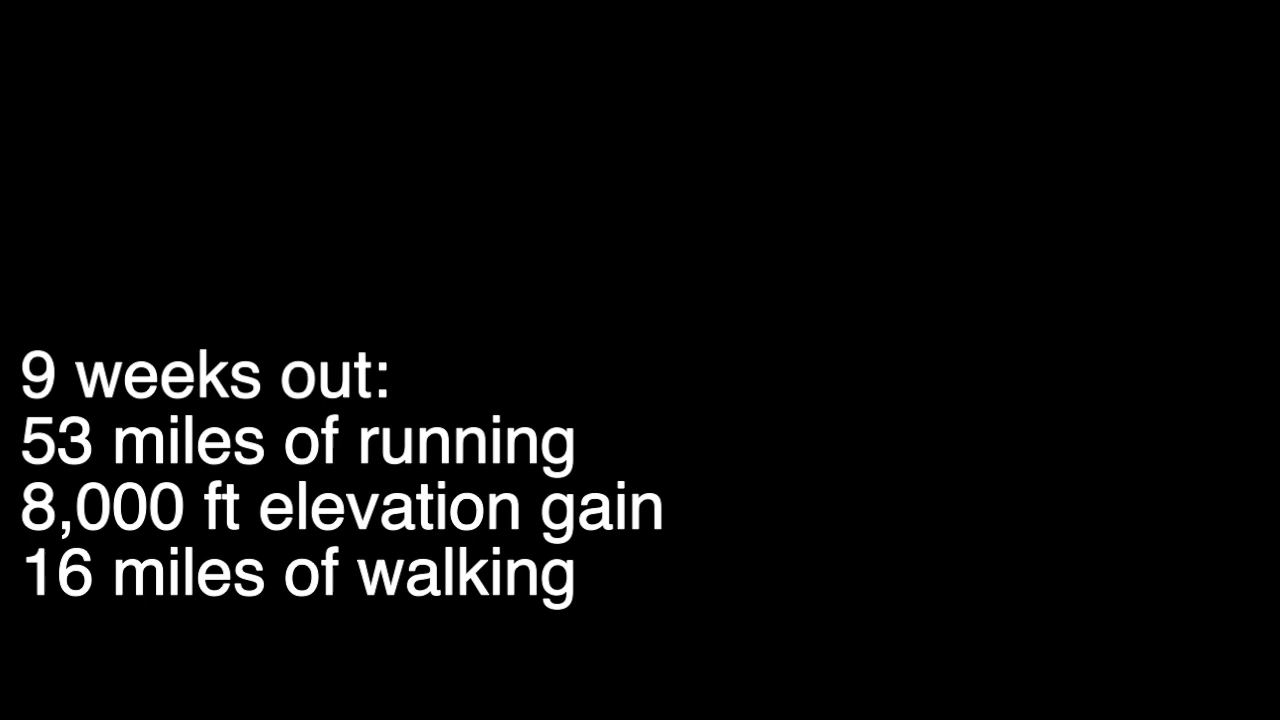 9 weeks out:
53 miles of running
8,000 ft elevation gain
16 miles of walking